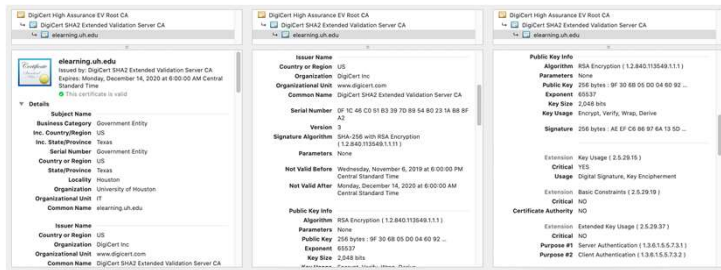 DigiCert High Assurance EV Root CA
DigiCert SHA2 Extended Validation Server CA
elearning.uh.edu
Certificate
elearning.uh.edu
Issued by: DigiCert SHA2 Extended Validation Server CA
Expires: Monday, December 14, 2020 at 6:00:00 AM Central
Standard Time
This certificate is valid
Details
Subject Name
Business Category Government Entity
Inc. Country/Region US
Inc. State/Province Texas
Serial Number Government Entity
Country or Region US
State/Province Texas
Locality Houston
Organization University of Houston
Organizational Unit IT
Common Name elearning.uh.edu
Issuer Name
Country or Region US
Organization DigiCert Inc
Organizational Unit www.digicert.com
Common Name DigiCert SHA2 Extended Validation Server CA
DigiCert High Assurance EV Root CA
DigiCert SHA2 Extended Validation Server CA
elearning.uh.edu
Issuer Name
Country or Region US
Organization DigiCert Inc
Organizational Unit www.digicert.com
Common Name DigiCert SHA2 Extended Validation Server CA
Serial Number 0F 1C 46 C0 51 B3 39 7D 89 54 80 23 1A 88 8F
A2
Version 3
Signature Algorithm SHA-256 with RSA Encryption
( 1.2.840.113549.1.1.11 )
Parameters None
Not Valid Before Wednesday, November 6, 2019 at 6:00:00 PM
Central Standard Time
Not Valid After Monday, December 14, 2020 at 6:00:00 AM
Central Standard Time
Public Key Info
Algorithm RSA Encryption ( 1.2.840.113549.1.1.1 )
Parameters None
Public Key 256 bytes : 9F 30 6B 05 D0 04 60 92 ...
Exponent 65537
Key Size 2,048 bits
Key Usage Encrypt, Verify, Wrap, Derive
DigiCert High Assurance EV Root CA
DigiCert SHA2 Extended Validation Server CA
elearning.uh.edu
Public Key Info
Algorithm RSA Encryption ( 1.2.840.113549.1.1.1 )
Parameters None
Public Key 256 bytes : 9F 30 6B 05 D0 04 60 92 ...
Exponent 65537
Key Size 2,048 bits
Key Usage Encrypt, Verify, Wrap, Derive
Signature 256 bytes : AE EF C6 86 97 6A 13 5D ...
Extension Key Usage ( 2.5.29.15 )
Critical YES
Usage Digital Signature, Key Encipherment
Extension Basic Constraints ( 2.5.29.19 )
Critical NO
Certificate Authority NO
Extension Extended Key Usage ( 2.5.29.37 )
Critical NO
Purpose #1 Server Authentication ( 1.3.6.1.5.5.7.3.1 )
Purpose #2 Client Authentication ( 1.3.6.1.5.5.7.3.2 )